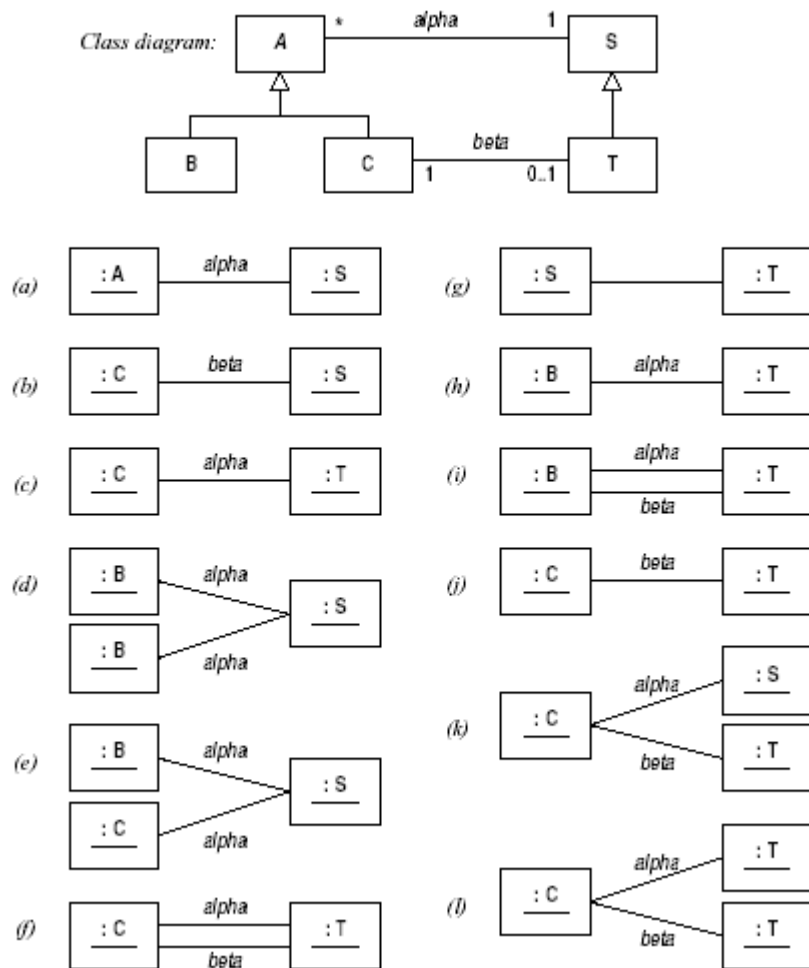 Class diagram:
A
*
alpha
1
S
B
C
beta
1
0..1
T
(a)
: A
alpha
: S
(b)
: C
beta
: S
(c)
: C
alpha
: T
(d)
: B
alpha
: B
alpha
: S
(e)
: B
alpha
: C
alpha
: S
(f)
: C
alpha
beta
: T
(g)
: S
: T
(h)
: B
alpha
: T
(i)
: B
alpha
beta
: T
(j)
: C
beta
: T
(k)
: C
alpha
: S
beta
: T
(l)
: C
alpha
: T
beta
: T